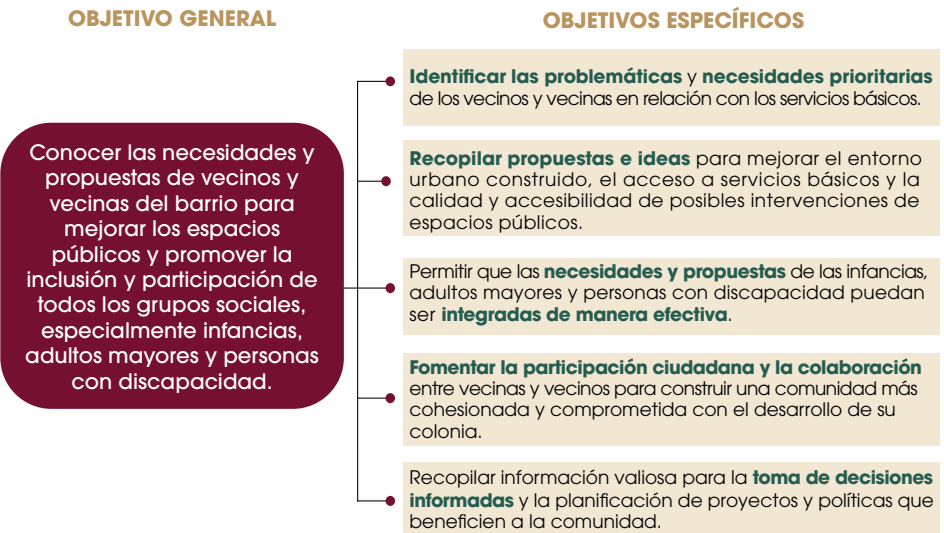 OBJETIVO GENERAL
Conocer las necesidades y
propuestas de vecinos y
vecinas del barrio para
mejorar los espacios
públicos y promover la
inclusión y participación de
todos los grupos sociales,
especialmente infancias,
adultos mayores y personas
con discapacidad.
OBJETIVOS ESPECÍFICOS
Identificar las problemáticas y necesidades prioritarias
de los vecinos y vecinas en relación con los servicios básicos.
Recopilar propuestas e ideas para mejorar el entorno
urbano construido, el acceso a servicios básicos y la
calidad y accesibilidad de posibles intervenciones de
espacios públicos.
Permitir que las necesidades y propuestas de las infancias,
adultos mayores y personas con discapacidad puedan
ser integradas de manera efectiva.
Fomentar la participación ciudadana y la colaboración
entre vecinas y vecinos para construir una comunidad más
cohesionada y comprometida con el desarrollo de su
colonia.
Recopilar información valiosa para la toma de decisiones
informadas y la planificación de proyectos y políticas que
beneficien a la comunidad.